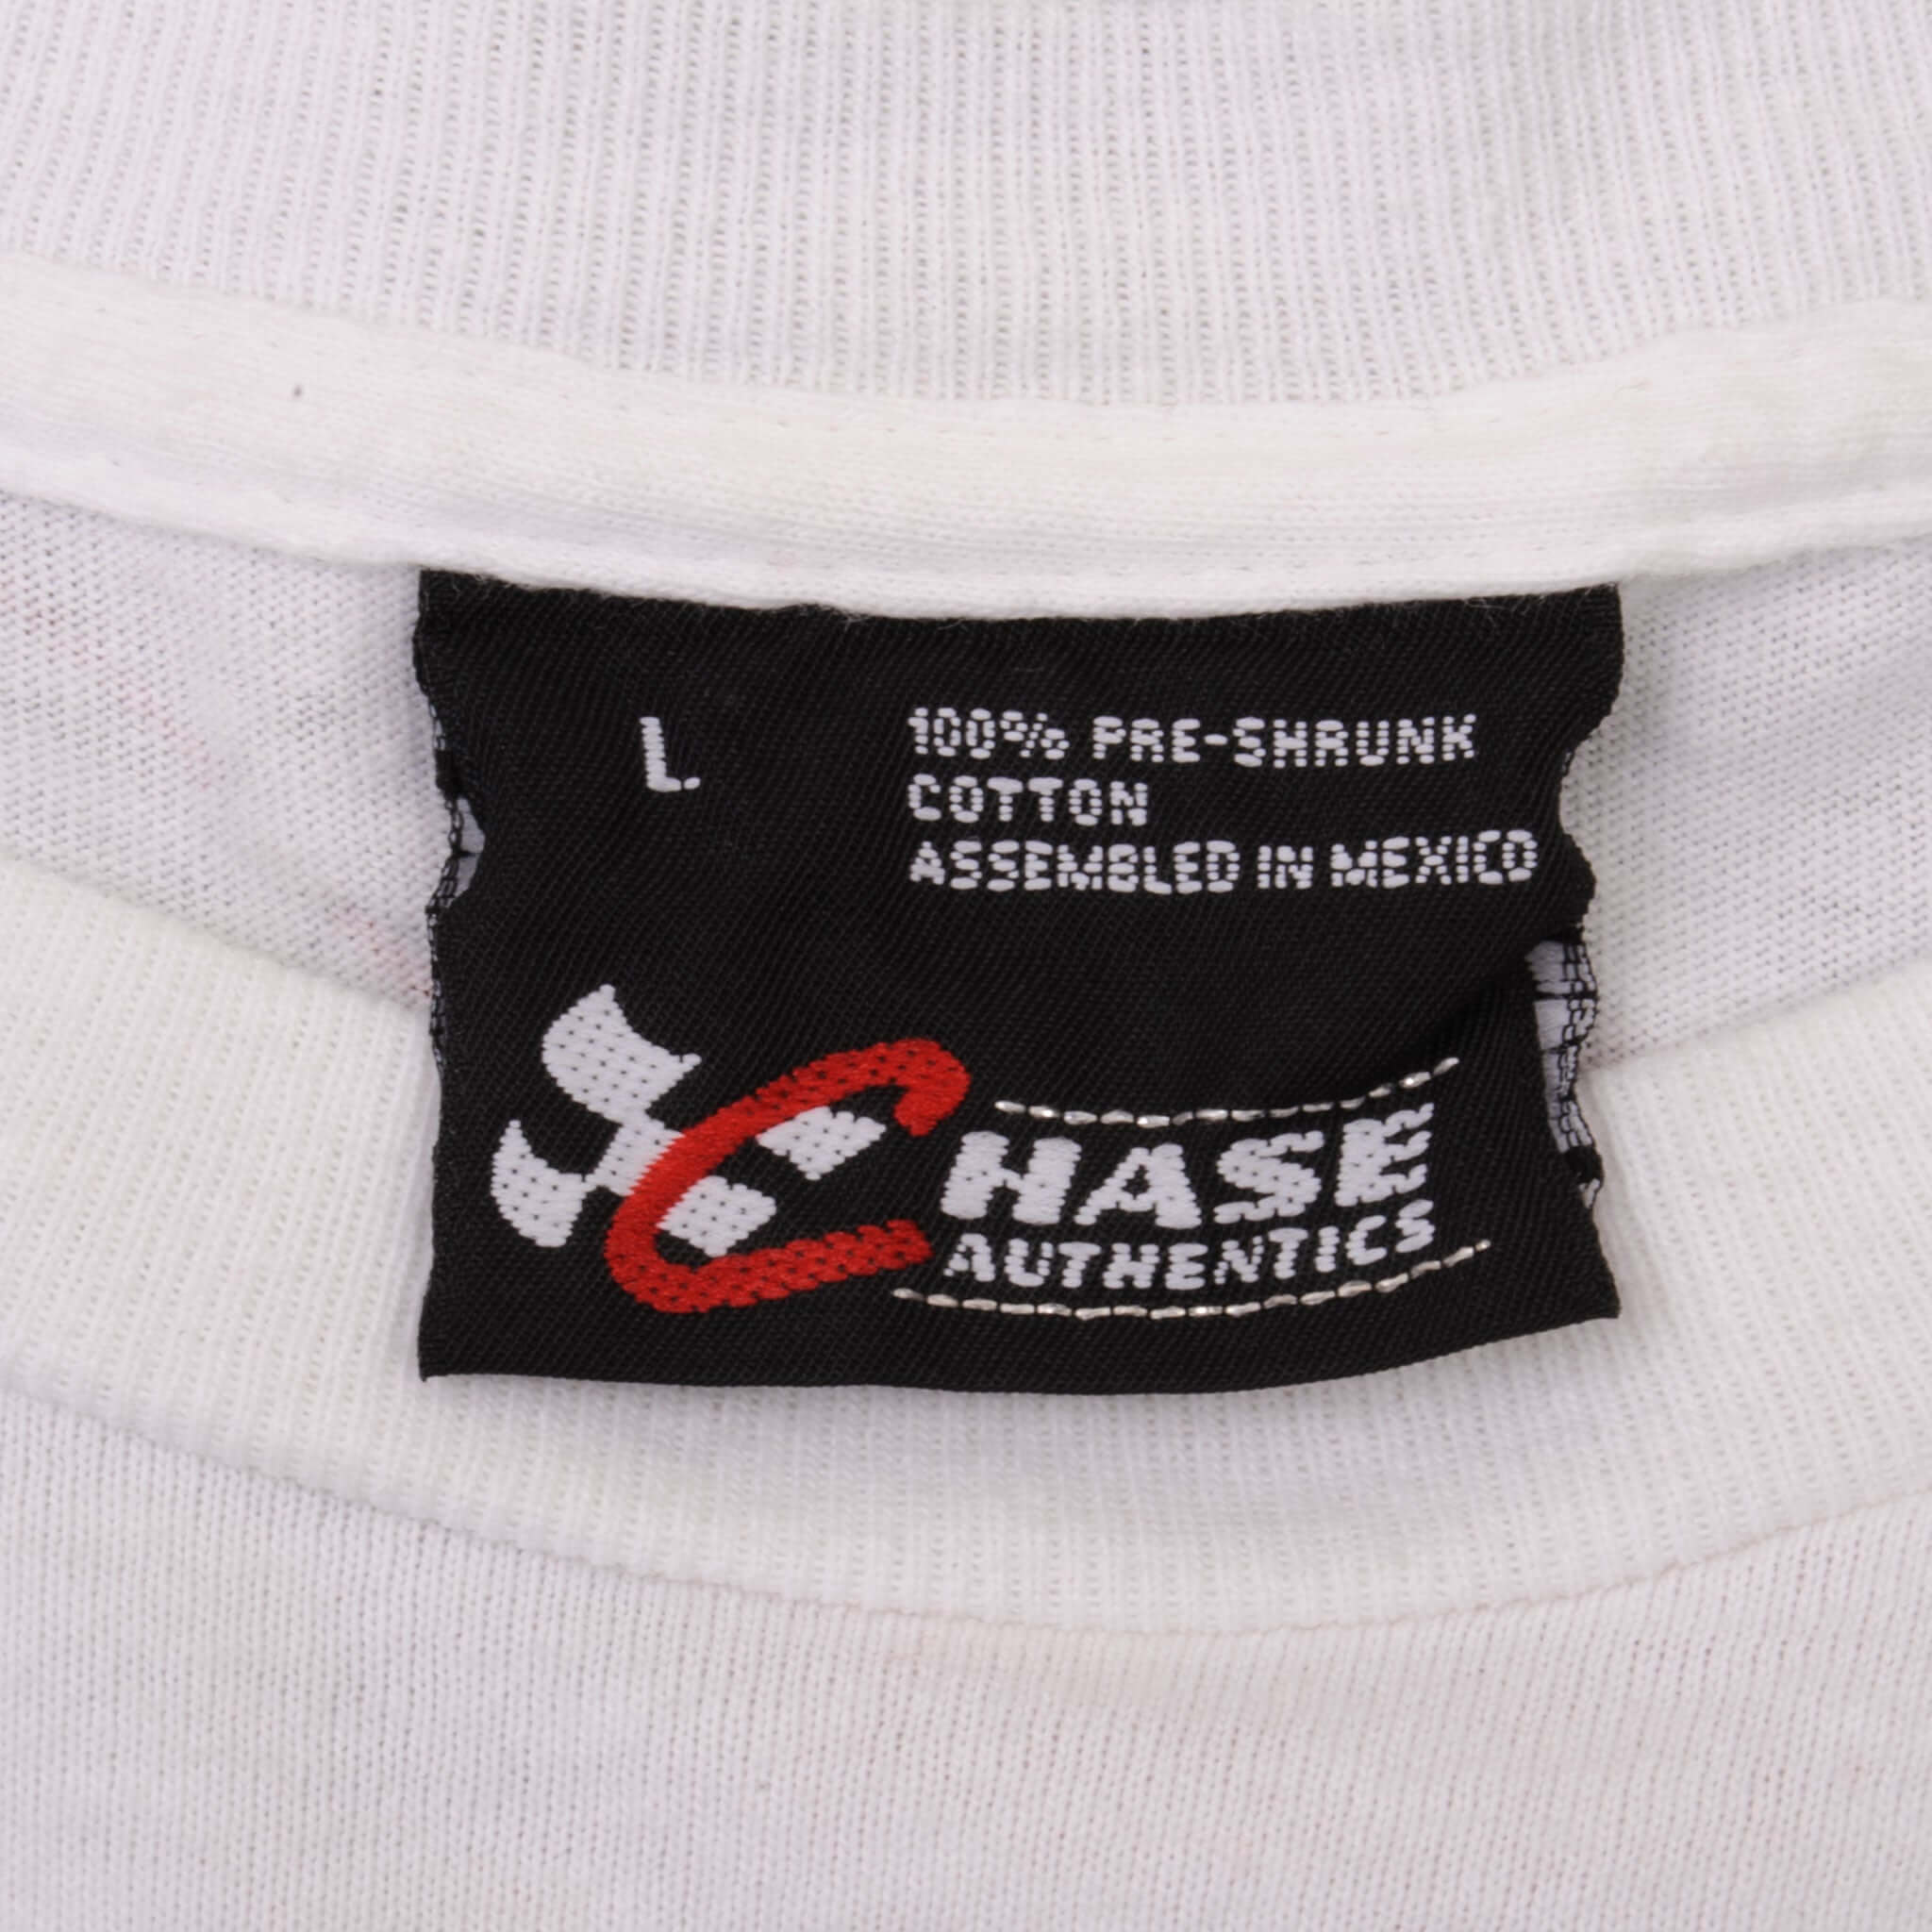 L
100% PRE-SHRUNK
COTTON
ASSEMBLED IN MEXICO
CHASE
AUTHENTICS